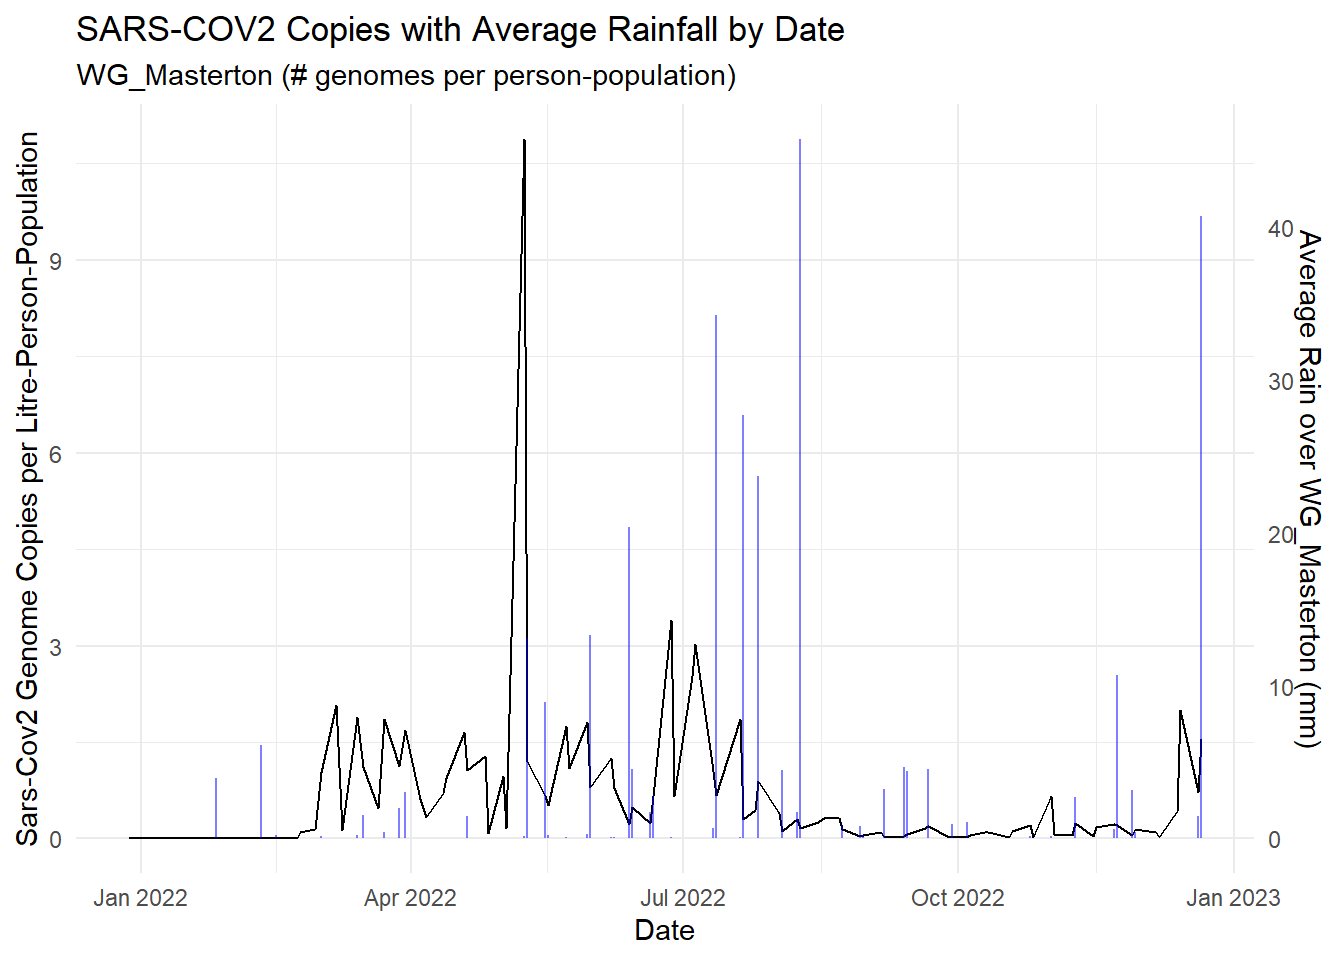 SARS-COV2 Copies with Average Rainfall by Date
WG_Masterton (# genomes per person-population)
Sars-Cov2 Genome Copies per Litre-Person-Population
9
6
3
0
40
30
20
10
0
Average Rain over WG_Masterton (mm)
Jan 2022
Apr 2022
Jul 2022
Oct 2022
Jan 2023
Date